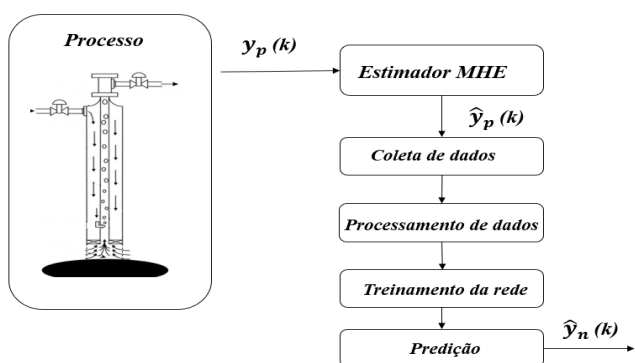 Processo
y_p (k)
Estimador MHE
ŷ_p (k)
Coleta de dados
Processamento de dados
Treinamento da rede
Predição
ŷ_n (k)